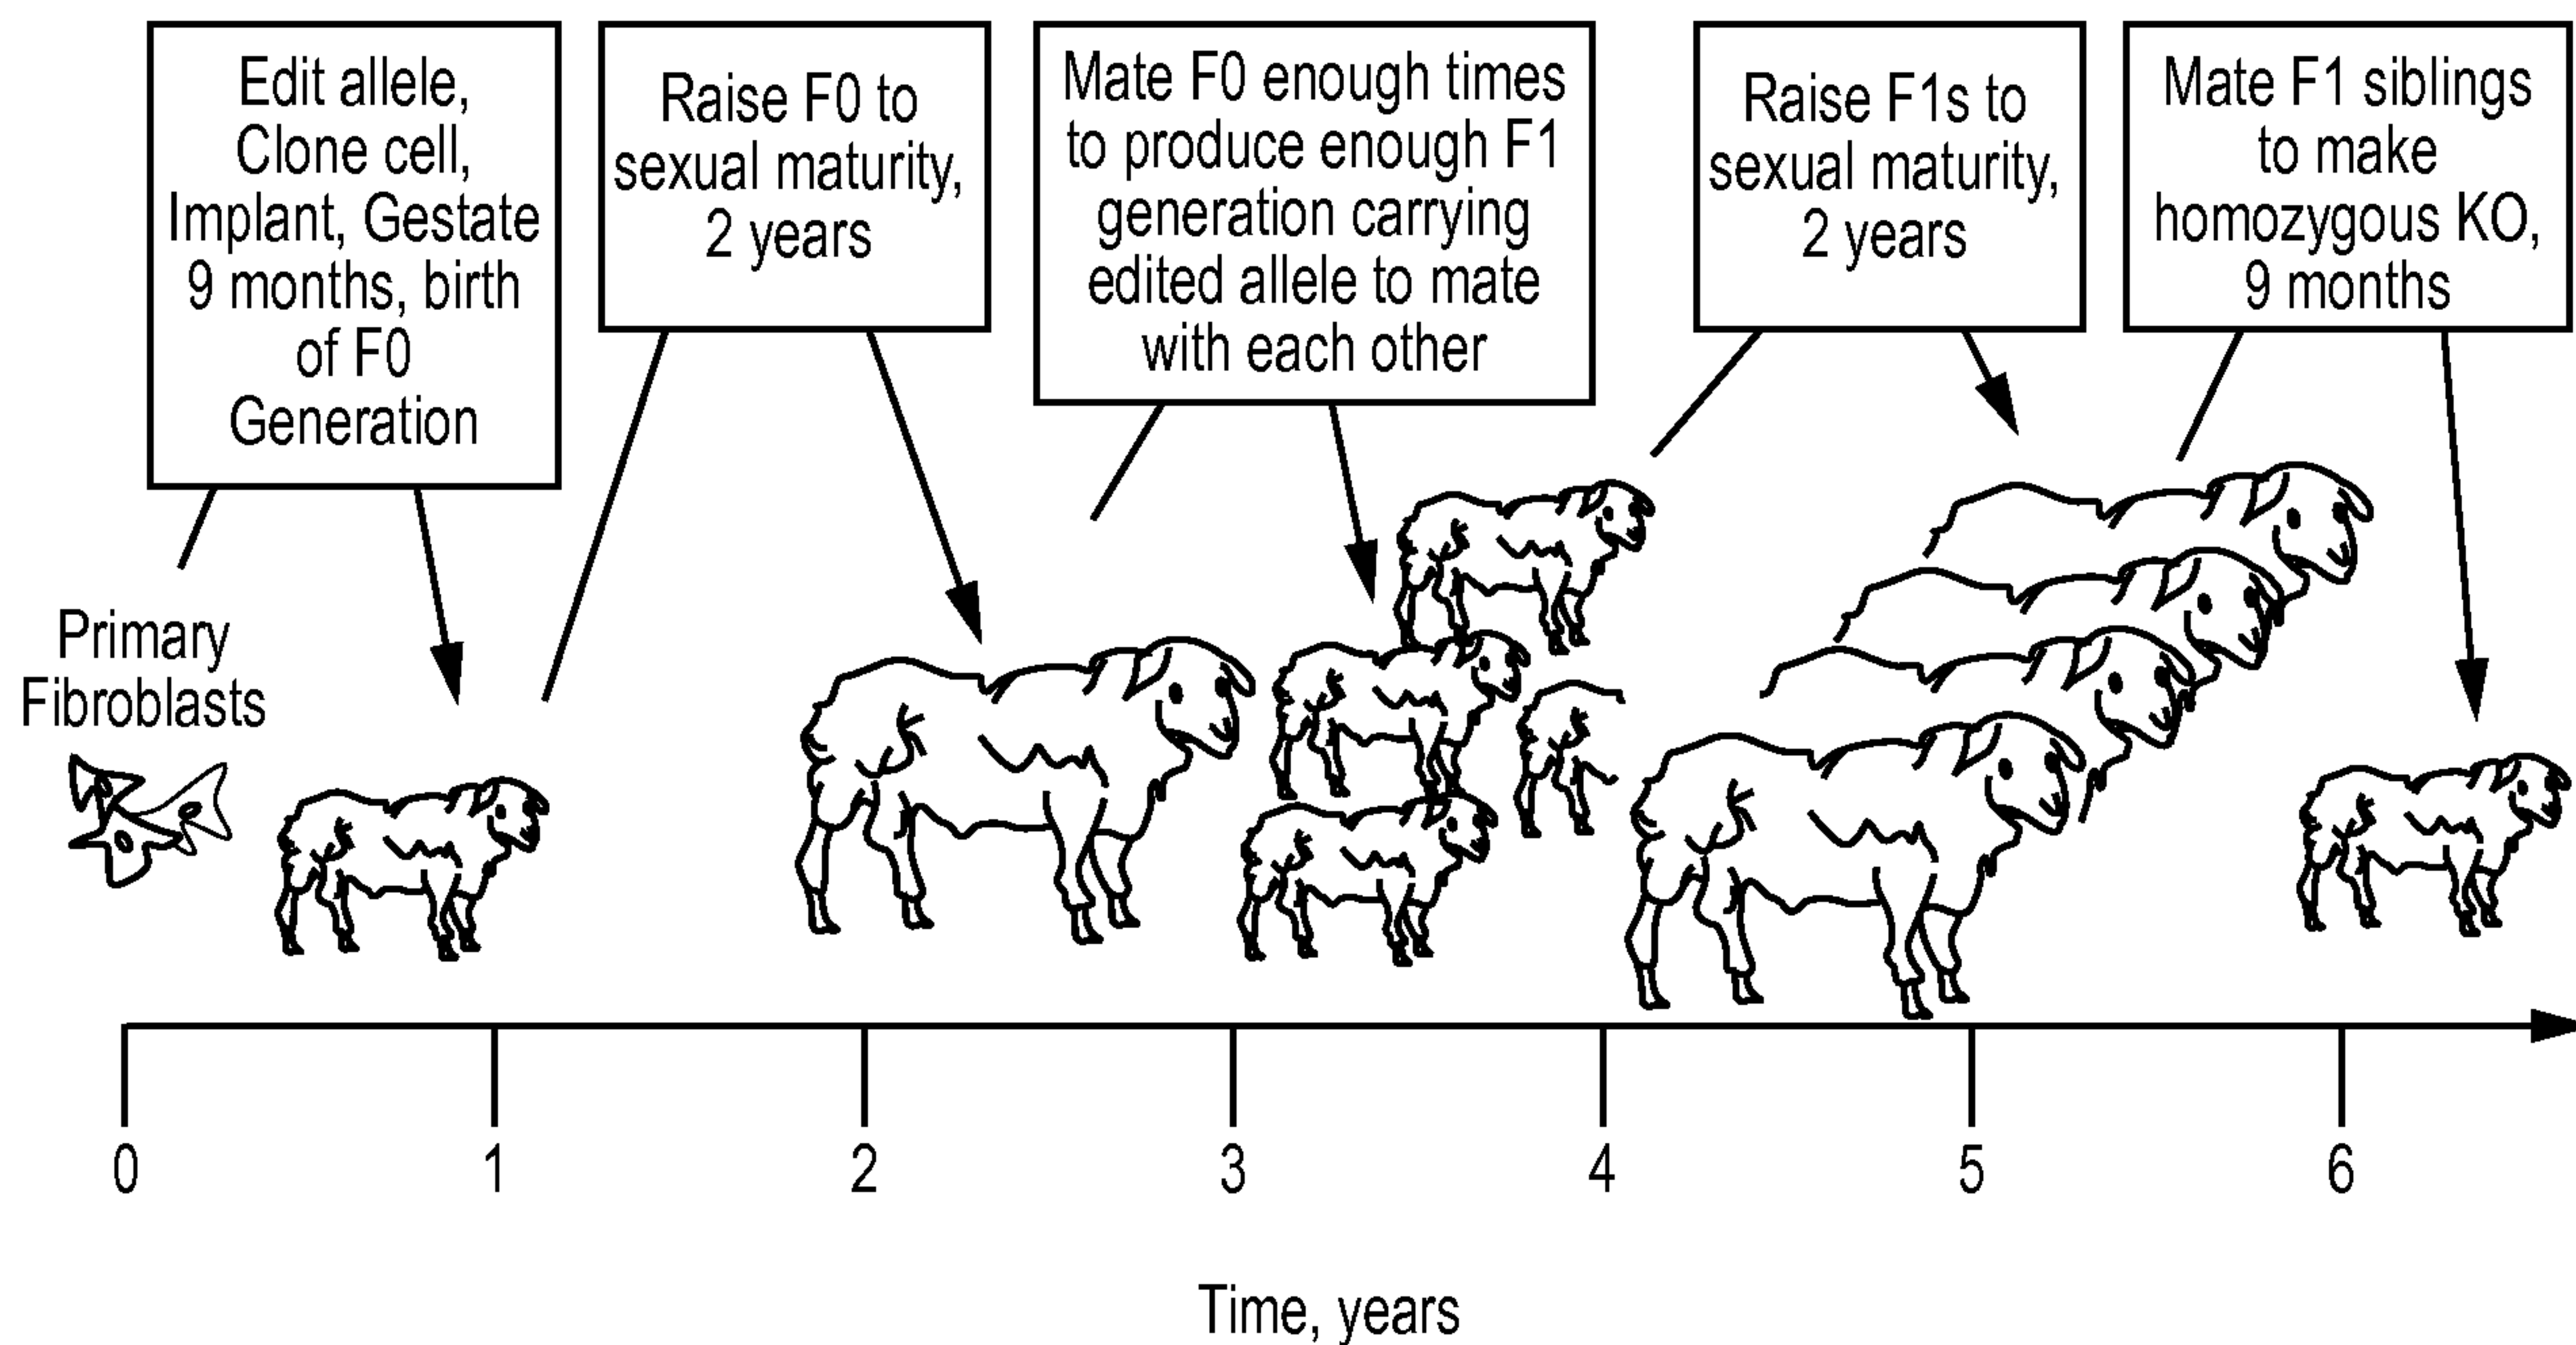 Edit allele,
Clone cell,
Implant, Gestate
9 months, birth
of F0
Generation
Raise F0 to
sexual maturity,
2 years
Mate F0 enough times
to produce enough F1
generation carrying
edited allele to mate
with each other
Raise F1s to
sexual maturity,
2 years
Mate F1 siblings
to make
homozygous KO,
9 months
Primary
Fibroblasts
0 1 2 3 4 5 6
Time, years